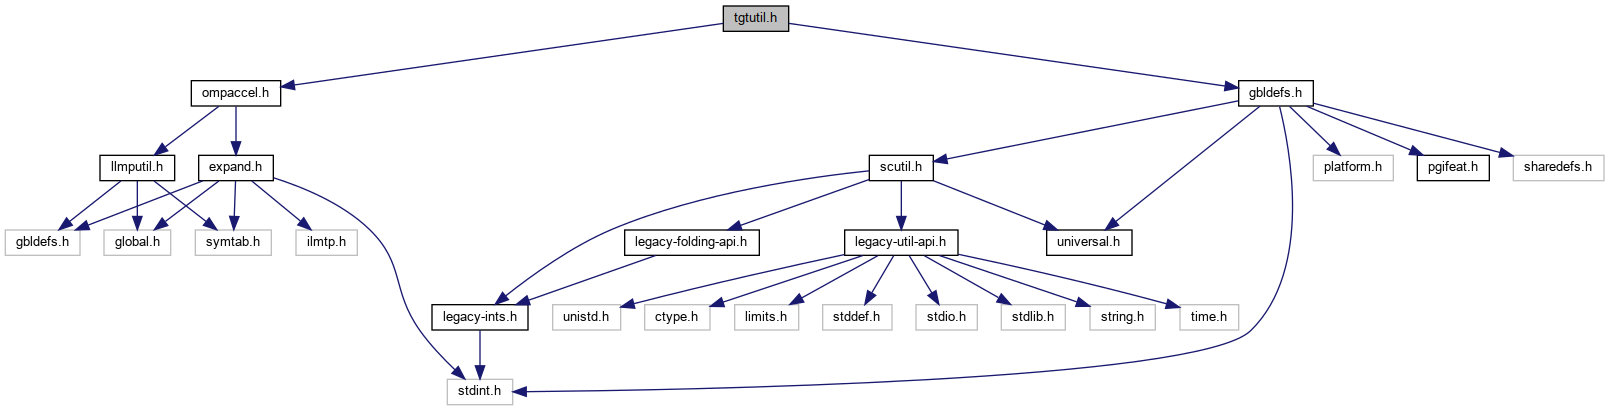 tgtutil.h
ompaccel.h
gbldefs.h
llmputil.h
expand.h
scutil.h
platform.h
pgifeat.h
sharedefs.h
gbldefs.h
global.h
symtab.h
ilmtp.h
legacy-folding-api.h
legacy-util-api.h
universal.h
legacy-ints.h
unistd.h
ctype.h
limits.h
stddef.h
stdio.h
stdlib.h
string.h
time.h
stdint.h